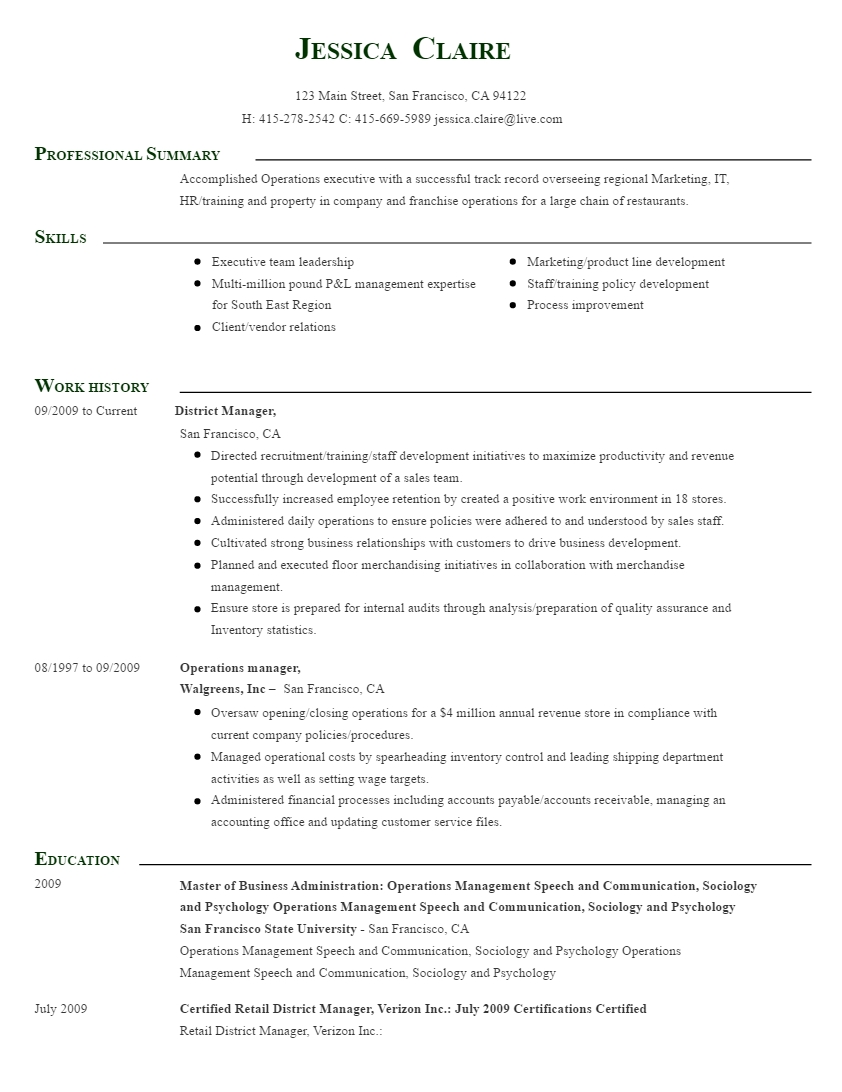 Jessica Claire
123 Main Street, San Francisco, CA 94122
H: 415-278-2542 C: 415-669-5989 jessica.claire@live.com
Professional Summary
Accomplished Operations executive with a successful track record overseeing regional Marketing, IT,
HR/training and property in company and franchise operations for a large chain of restaurants.
Skills
Executive team leadership
Multi-million pound P&L management expertise
for South East Region
Client/vendor relations
Marketing/product line development
Staff/training policy development
Process improvement
Work history
09/2009 to Current District Manager,
San Francisco, CA
Directed recruitment/training/staff development initiatives to maximize productivity and revenue
potential through development of a sales team.
Successfully increased employee retention by created a positive work environment in 18 stores.
Administered daily operations to ensure policies were adhered to and understood by sales staff.
Cultivated strong business relationships with customers to drive business development.
Planned and executed floor merchandising initiatives in collaboration with merchandise
management.
Ensure store is prepared for internal audits through analysis/preparation of quality assurance and
Inventory statistics.
08/1997 to 09/2009 Operations manager,
Walgreens, Inc – San Francisco, CA
Oversaw opening/closing operations for a $4 million annual revenue store in compliance with
current company policies/procedures.
Managed operational costs by spearheading inventory control and leading shipping department
activities as well as setting wage targets.
Administered financial processes including accounts payable/accounts receivable, managing an
accounting office and updating customer service files.
Education
2009 Master of Business Administration: Operations Management Speech and Communication, Sociology
and Psychology Operations Management Speech and Communication, Sociology and Psychology
San Francisco State University - San Francisco, CA
Operations Management Speech and Communication, Sociology and Psychology Operations
Management Speech and Communication, Sociology and Psychology
July 2009 Certified Retail District Manager, Verizon Inc.: July 2009 Certifications Certified
Retail District Manager, Verizon Inc.: